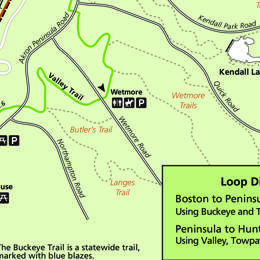 Kendall Park Road
Akron Peninsula Road
Kendall La
Wetmore
P
Valley Trail
Wetmore
Trails
Quick Road
6
P
Butler's Trail
Wetmore Road
Northampton Road
Langes
Trail
use
Loop Di
Boston to Peninsu
Using Buckeye and T
Peninsula to Hunt
Using Valley, Towpa
The Buckeye Trail is a statewide trail,
marked with blue blazes.